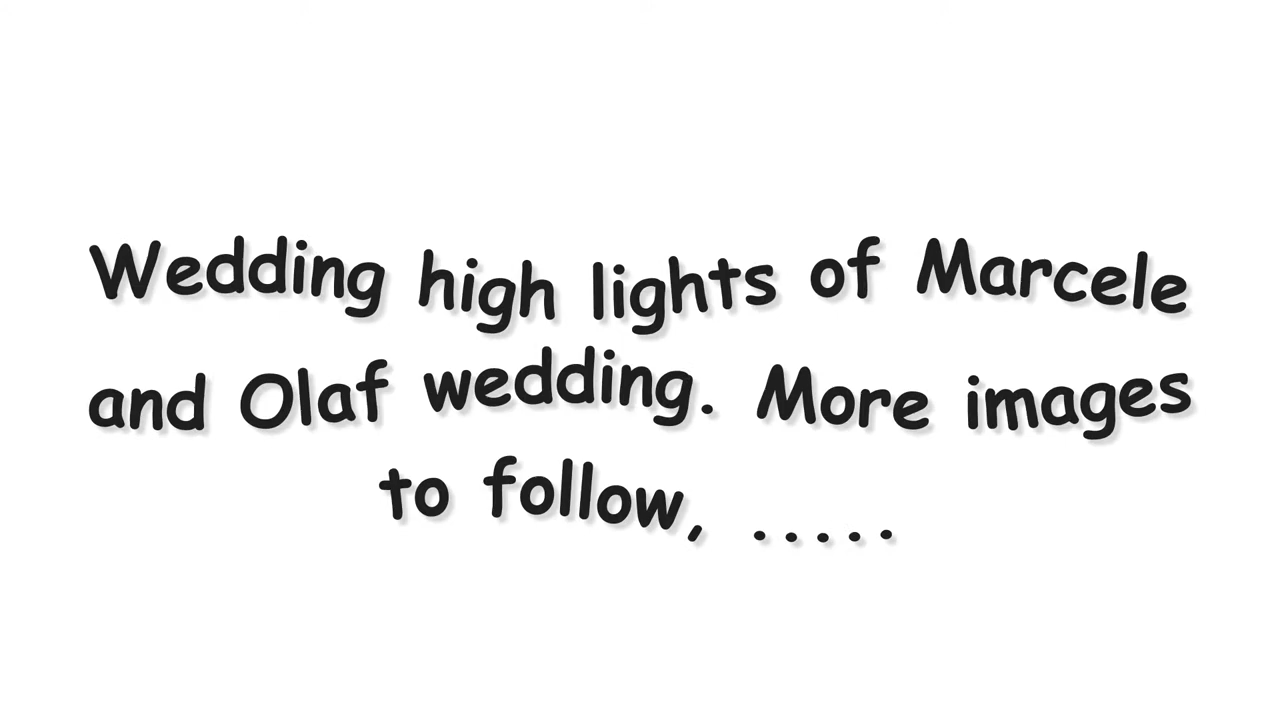 Wedding high lights of Marcele
and Olaf wedding. More images
to follow, .....